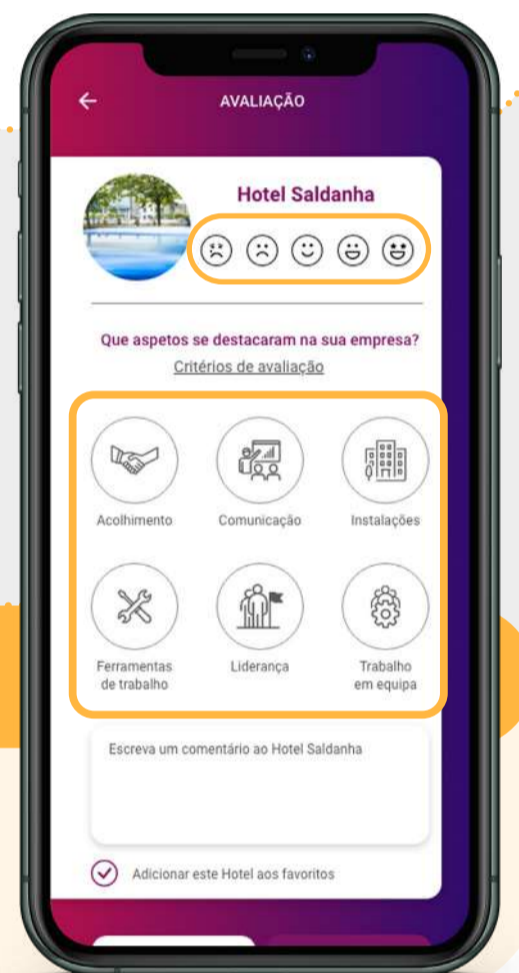 AVALIAÇÃO
Hotel Saldanha
Que aspetos se destacaram na sua empresa?
Critérios de avaliação
Acolhimento
Comunicação
Instalações
Ferramentas
de trabalho
Liderança
Trabalho
em equipa
Escreva um comentário ao Hotel Saldanha
Adicionar este Hotel aos favoritos